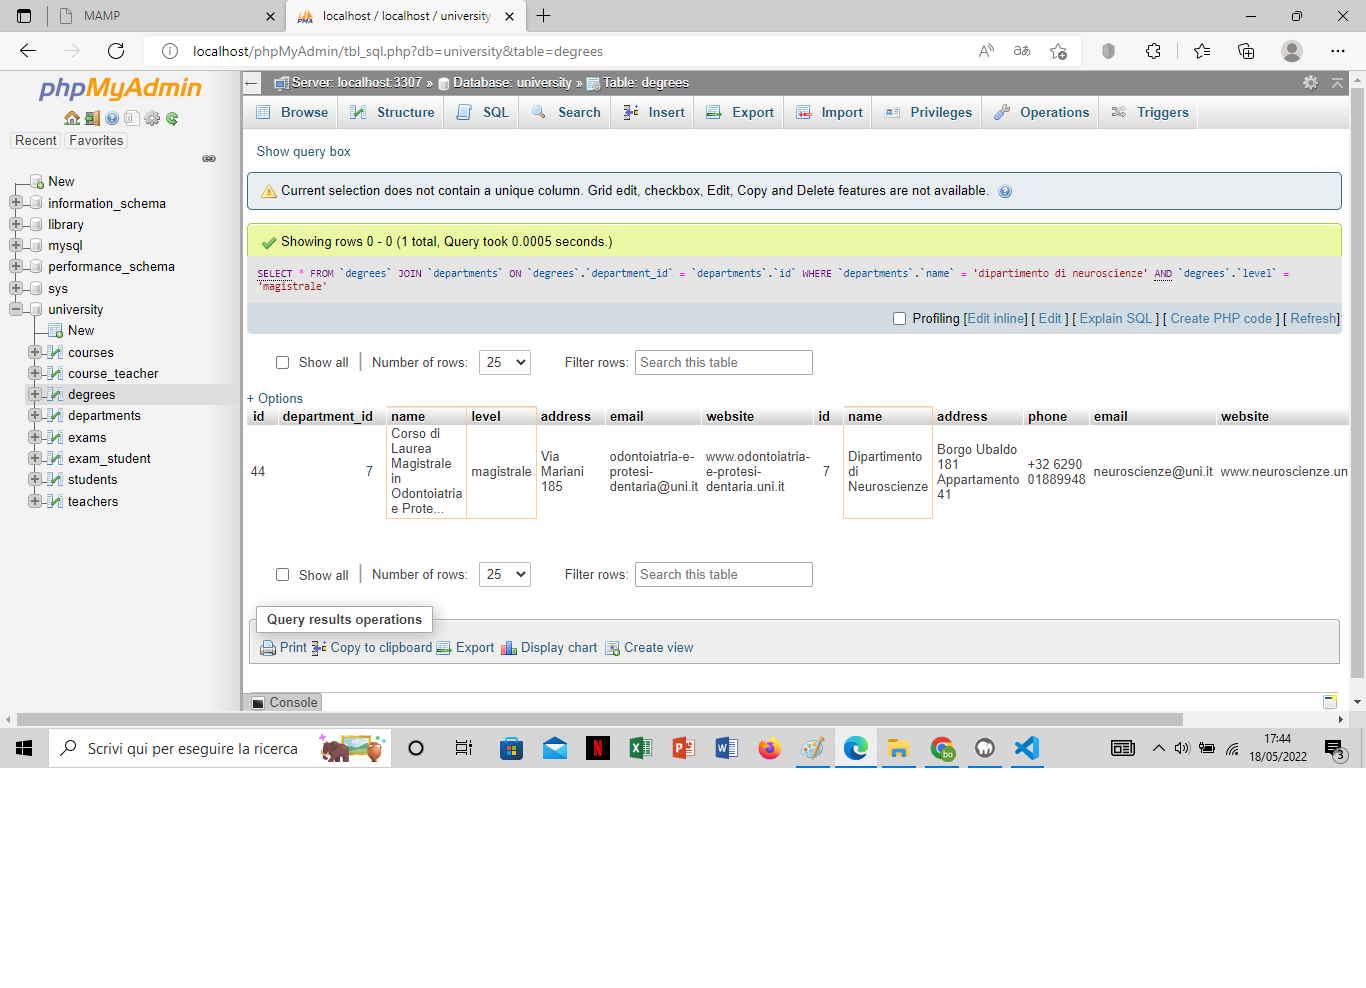 MAMP
localhost / localhost / university
localhost/phpMyAdmin/tbl_sql.php?db=university&table=degrees
phpMyAdmin
Recent Favorites
New
information_schema
library
mysql
performance_schema
sys
university
New
courses
course_teacher
degrees
departments
exams
exam_student
students
teachers
Server: localhost:3307 » Database: university » Table: degrees
Browse Structure SQL Search Insert Export Import Privileges Operations Triggers
Show query box
Current selection does not contain a unique column. Grid edit, checkbox, Edit, Copy and Delete features are not available.
Showing rows 0 - 0 (1 total, Query took 0.0005 seconds.)
SELECT * FROM `degrees` JOIN `departments` ON `degrees`.`department_id` = `departments`.`id` WHERE `departments`.`name` = 'dipartimento di neuroscienze' AND `degrees`.`level` =
'magistrale'
Profiling [Edit inline] [ Edit ] [ Explain SQL ] [ Create PHP code ] [ Refresh]
Show all Number of rows: 25 Filter rows: Search this table
+ Options
id department_id name level address email website id name address phone email website
44 7 Corso di Laurea Magistrale in Odontoiatria e Prote... magistrale Via Mariani 185 odontoiatria-e-protesi-dentaria@uni.it www.odontoiatria-e-protesi-dentaria.uni.it 7 Dipartimento di Neuroscienze Borgo Ubaldo 181 Appartamento 41 +32 6290 01889948 neuroscienze@uni.it www.neuroscienze.un
Show all Number of rows: 25 Filter rows: Search this table
Query results operations
Print Copy to clipboard Export Display chart Create view
Console
Scrivi qui per eseguire la ricerca
17:44
18/05/2022
3